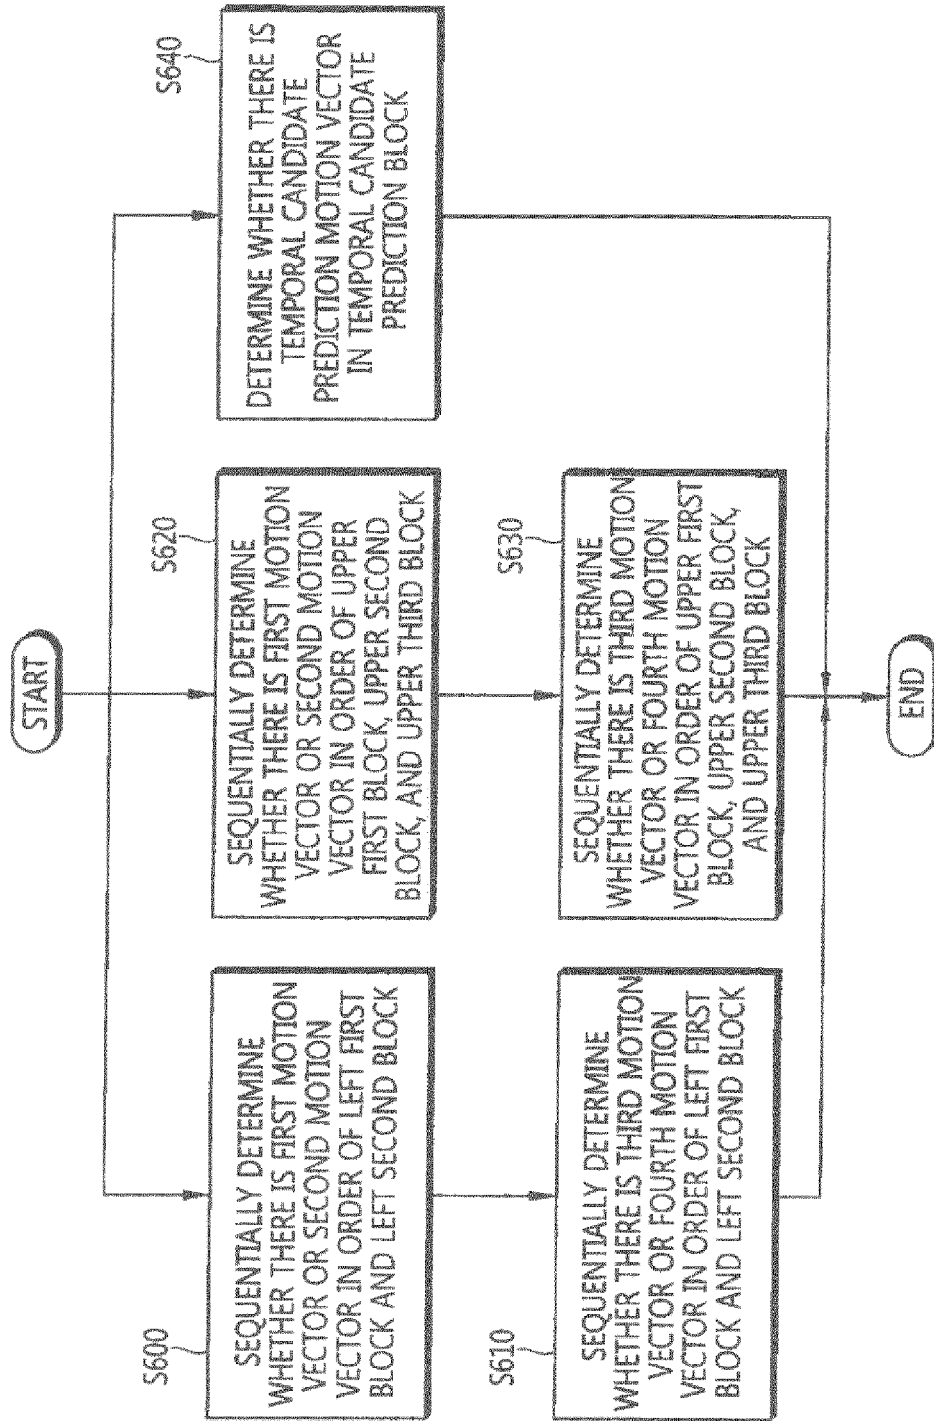 START
S600
SEQUENTIALLY DETERMINE
WHETHER THERE IS FIRST MOTION
VECTOR OR SECOND MOTION
VECTOR IN ORDER OF LEFT FIRST
BLOCK AND LEFT SECOND BLOCK
S620
SEQUENTIALLY DETERMINE
WHETHER THERE IS FIRST MOTION
VECTOR OR SECOND MOTION
VECTOR IN ORDER OF UPPER
FIRST BLOCK, UPPER SECOND
BLOCK, AND UPPER THIRD BLOCK
S640
DETERMINE WHETHER THERE IS
TEMPORAL CANDIDATE
PREDICTION MOTION VECTOR
IN TEMPORAL CANDIDATE
PREDICTION BLOCK
S610
SEQUENTIALLY DETERMINE
WHETHER THERE IS THIRD MOTION
VECTOR OR FOURTH MOTION
VECTOR IN ORDER OF LEFT FIRST
BLOCK AND LEFT SECOND BLOCK
S630
SEQUENTIALLY DETERMINE
WHETHER THERE IS THIRD MOTION
VECTOR OR FOURTH MOTION
VECTOR IN ORDER OF UPPER FIRST
BLOCK, UPPER SECOND BLOCK,
AND UPPER THIRD BLOCK
END